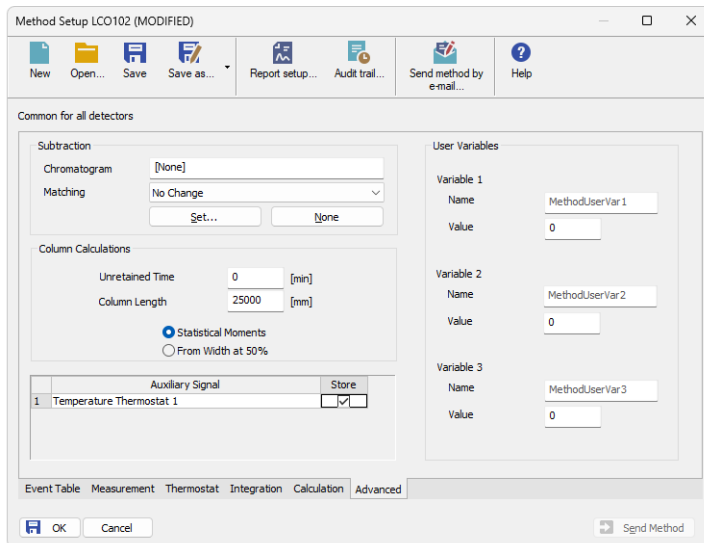 Method Setup LCO102 (MODIFIED)
New Open... Save Save as... Report setup... Audit trail... Send method by e-mail... Help
Common for all detectors
Subtraction
Chromatogram [None]
Matching No Change
Set... None
Column Calculations
Unretained Time 0 [min]
Column Length 25000 [mm]
Statistical Moments
From Width at 50%
Auxiliary Signal Store
1 Temperature Thermostat 1
User Variables
Variable 1
Name MethodUserVar1
Value 0
Variable 2
Name MethodUserVar2
Value 0
Variable 3
Name MethodUserVar3
Value 0
Event Table Measurement Thermostat Integration Calculation Advanced
OK Cancel Send Method